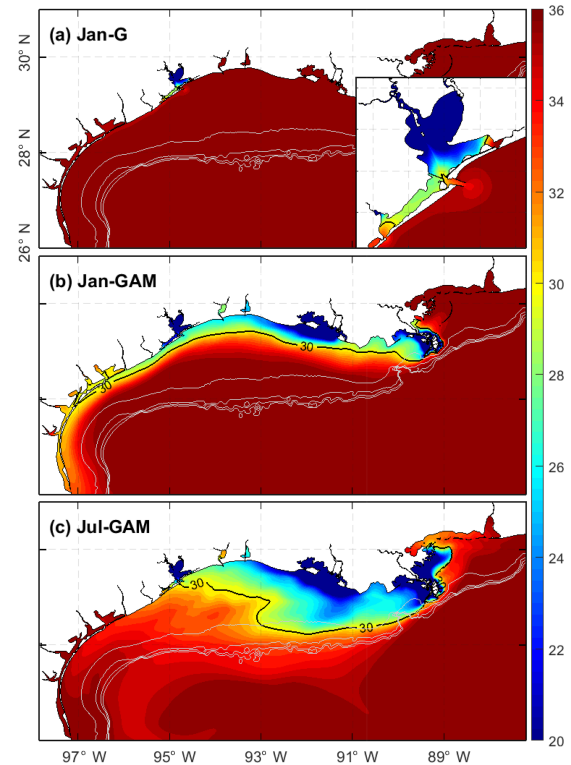 (a) Jan-G
30° N
28° N
26° N
(b) Jan-GAM
30
30
(c) Jul-GAM
30
30
97° W
95° W
93° W
91° W
89° W
36
34
32
30
28
26
24
22
20